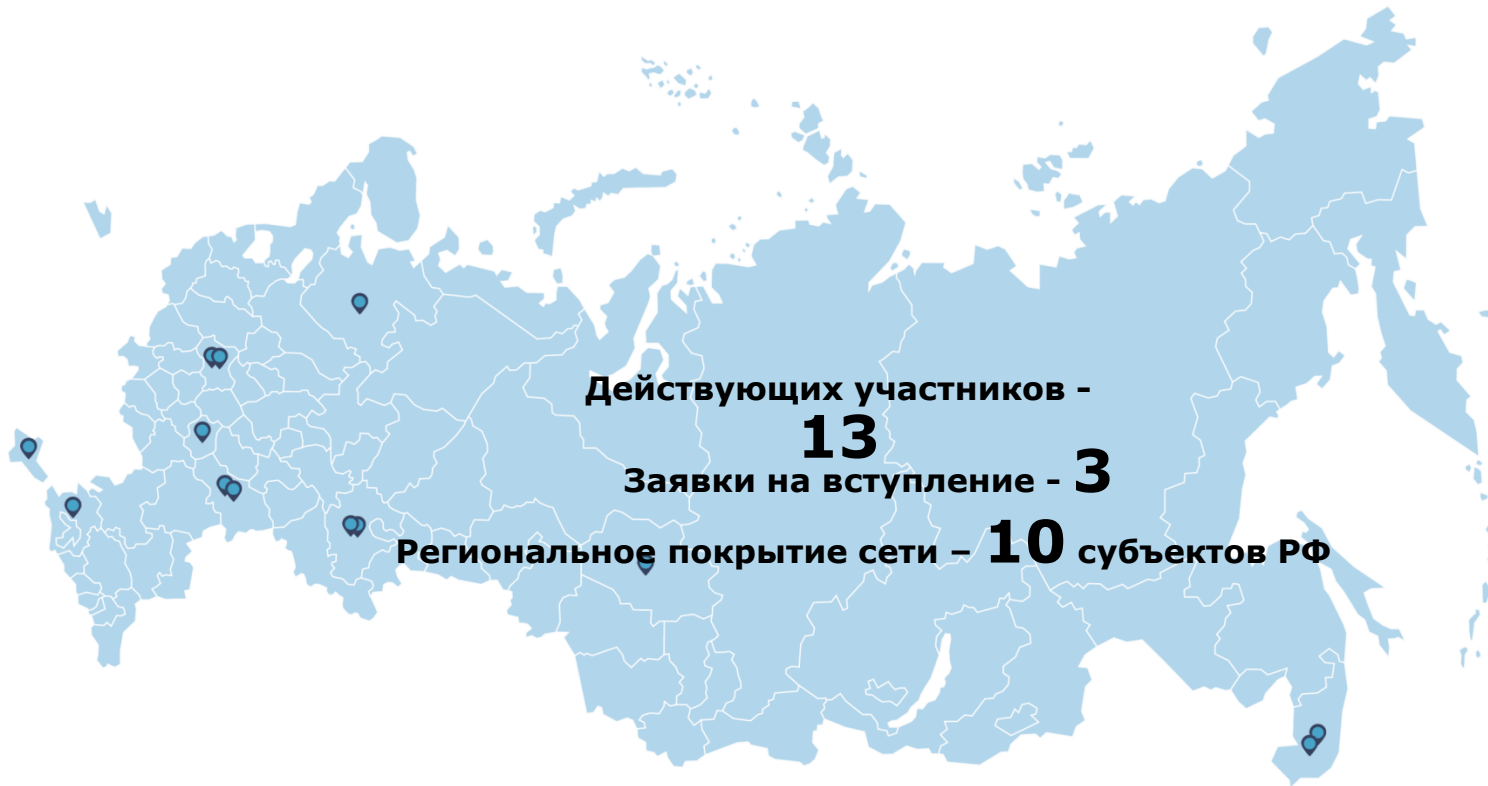 Действующих участников -
13
Заявки на вступление - 3
Региональное покрытие сети – 10 субъектов РФ